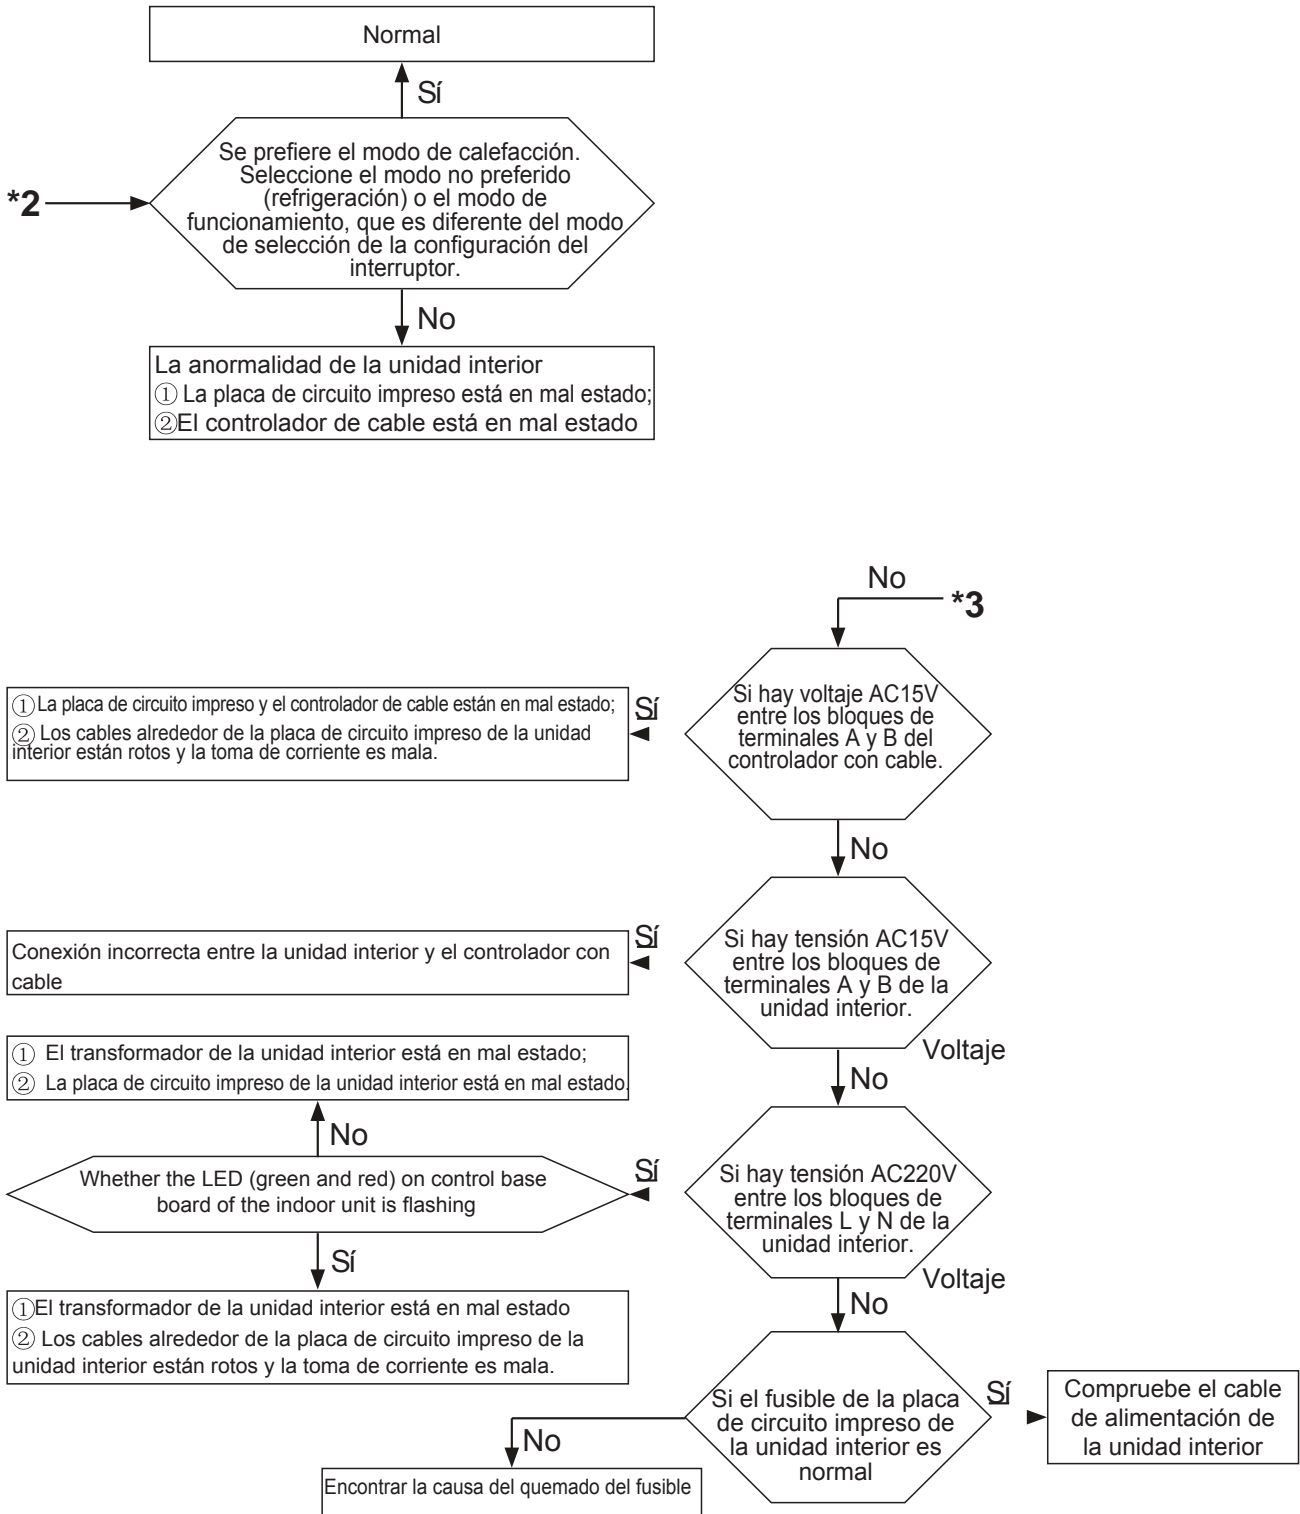 Normal
Sí
Se prefiere el modo de calefacción.
Seleccione el modo no preferido
(refrigeración) o el modo de
funcionamiento, que es diferente del modo
de selección de la configuración del
interruptor.
*2
No
La anormalidad de la unidad interior
① La placa de circuito impreso está en mal estado;
②El controlador de cable está en mal estado
No
*3
Si hay voltaje AC15V
entre los bloques de
terminales A y B del
controlador con cable.
Sí
① La placa de circuito impreso y el controlador de cable están en mal estado;
② Los cables alrededor de la placa de circuito impreso de la unidad
interior están rotos y la toma de corriente es mala.
No
Si hay tensión AC15V
entre los bloques de
terminales A y B de la
unidad interior.
Sí
Conexión incorrecta entre la unidad interior y el controlador con
cable
Voltaje
No
① El transformador de la unidad interior está en mal estado;
② La placa de circuito impreso de la unidad interior está en mal estado.
No
Si hay tensión AC220V
entre los bloques de
terminales L y N de la
unidad interior.
Sí
Whether the LED (green and red) on control base
board of the indoor unit is flashing
Sí
Voltaje
No
①El transformador de la unidad interior está en mal estado
② Los cables alrededor de la placa de circuito impreso de la
unidad interior están rotos y la toma de corriente es mala.
Si el fusible de la placa
de circuito impreso de
la unidad interior es
normal
Sí
Compruebe el cable
de alimentación de
la unidad interior
No
Encontrar la causa del quemado del fusible